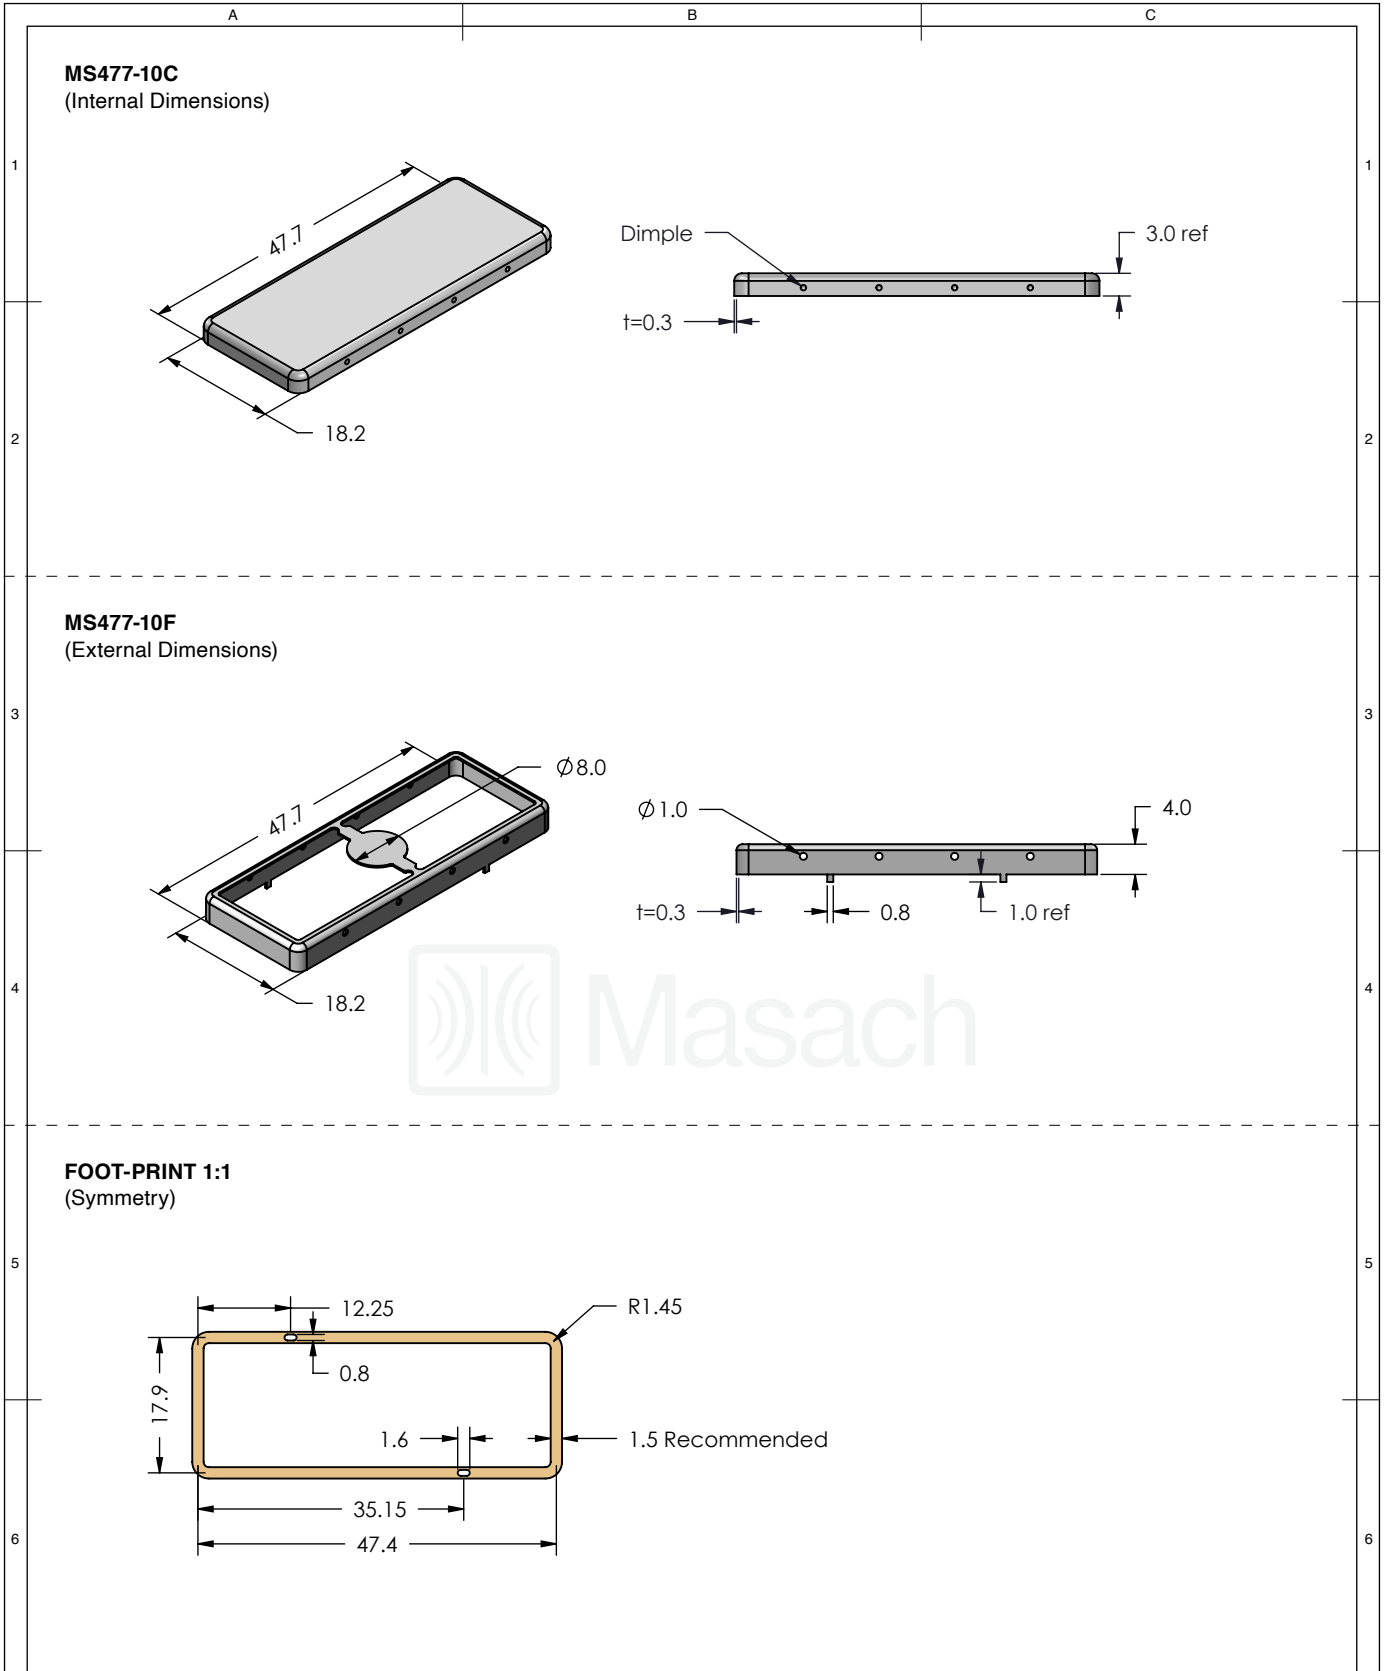 A
B
C
MS477-10C
(Internal Dimensions)
1
1
47.7
Dimple
3.0 ref
t=0.3
18.2
2
2
MS477-10F
(External Dimensions)
3
3
Ø8.0
47.7
Ø1.0
4.0
t=0.3
0.8
1.0 ref
18.2
4
4
Masach
FOOT-PRINT 1:1
(Symmetry)
5
5
12.25
R1.45
0.8
17.9
1.6
1.5 Recommended
35.15
47.4
6
6